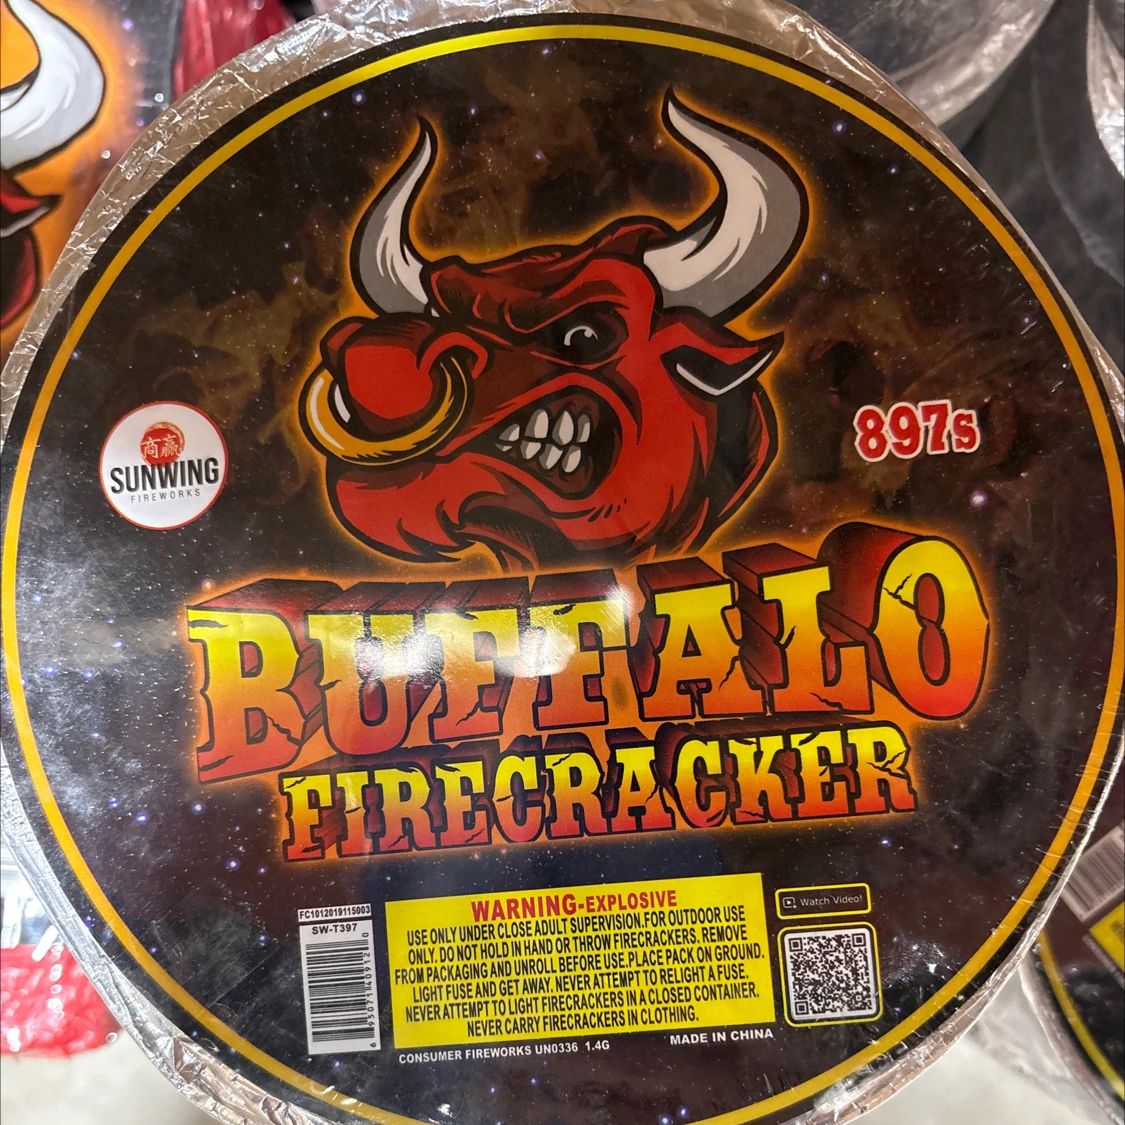 897s
商赢
SUNWING
FIREWORKS
BUFFALO
FIRECRACKER
FC1012019115003
SW-T397
WARNING-EXPLOSIVE
USE ONLY UNDER CLOSE ADULT SUPERVISION.FOR OUTDOOR USE
ONLY. DO NOT HOLD IN HAND OR THROW FIRECRACKERS. REMOVE
FROM PACKAGING AND UNROLL BEFORE USE.PLACE PACK ON GROUND.
LIGHT FUSE AND GET AWAY. NEVER ATTEMPT TO RELIGHT A FUSE.
NEVER ATTEMPT TO LIGHT FIRECRACKERS IN A CLOSED CONTAINER.
NEVER CARRY FIRECRACKERS IN CLOTHING.
Watch Video!
CONSUMER FIREWORKS UN0336 1.4G
MADE IN CHINA